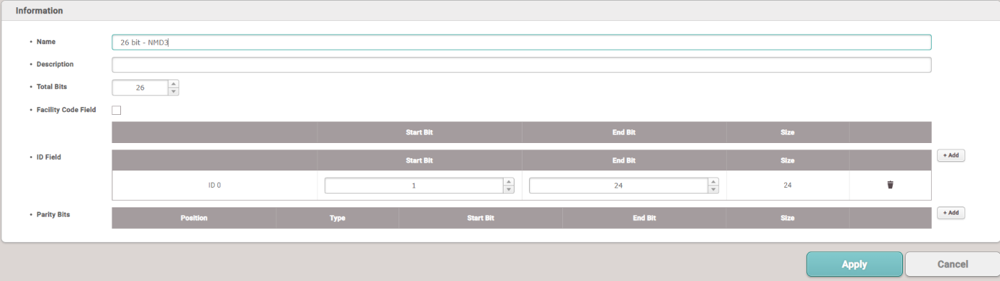 Information
• Name 26 bit - NMD3
• Description
• Total Bits 26
• Facility Code Field
Start Bit End Bit Size
• ID Field Start Bit End Bit Size + Add
ID 0 1 24 24
• Parity Bits Position Type Start Bit End Bit Size + Add
Apply Cancel